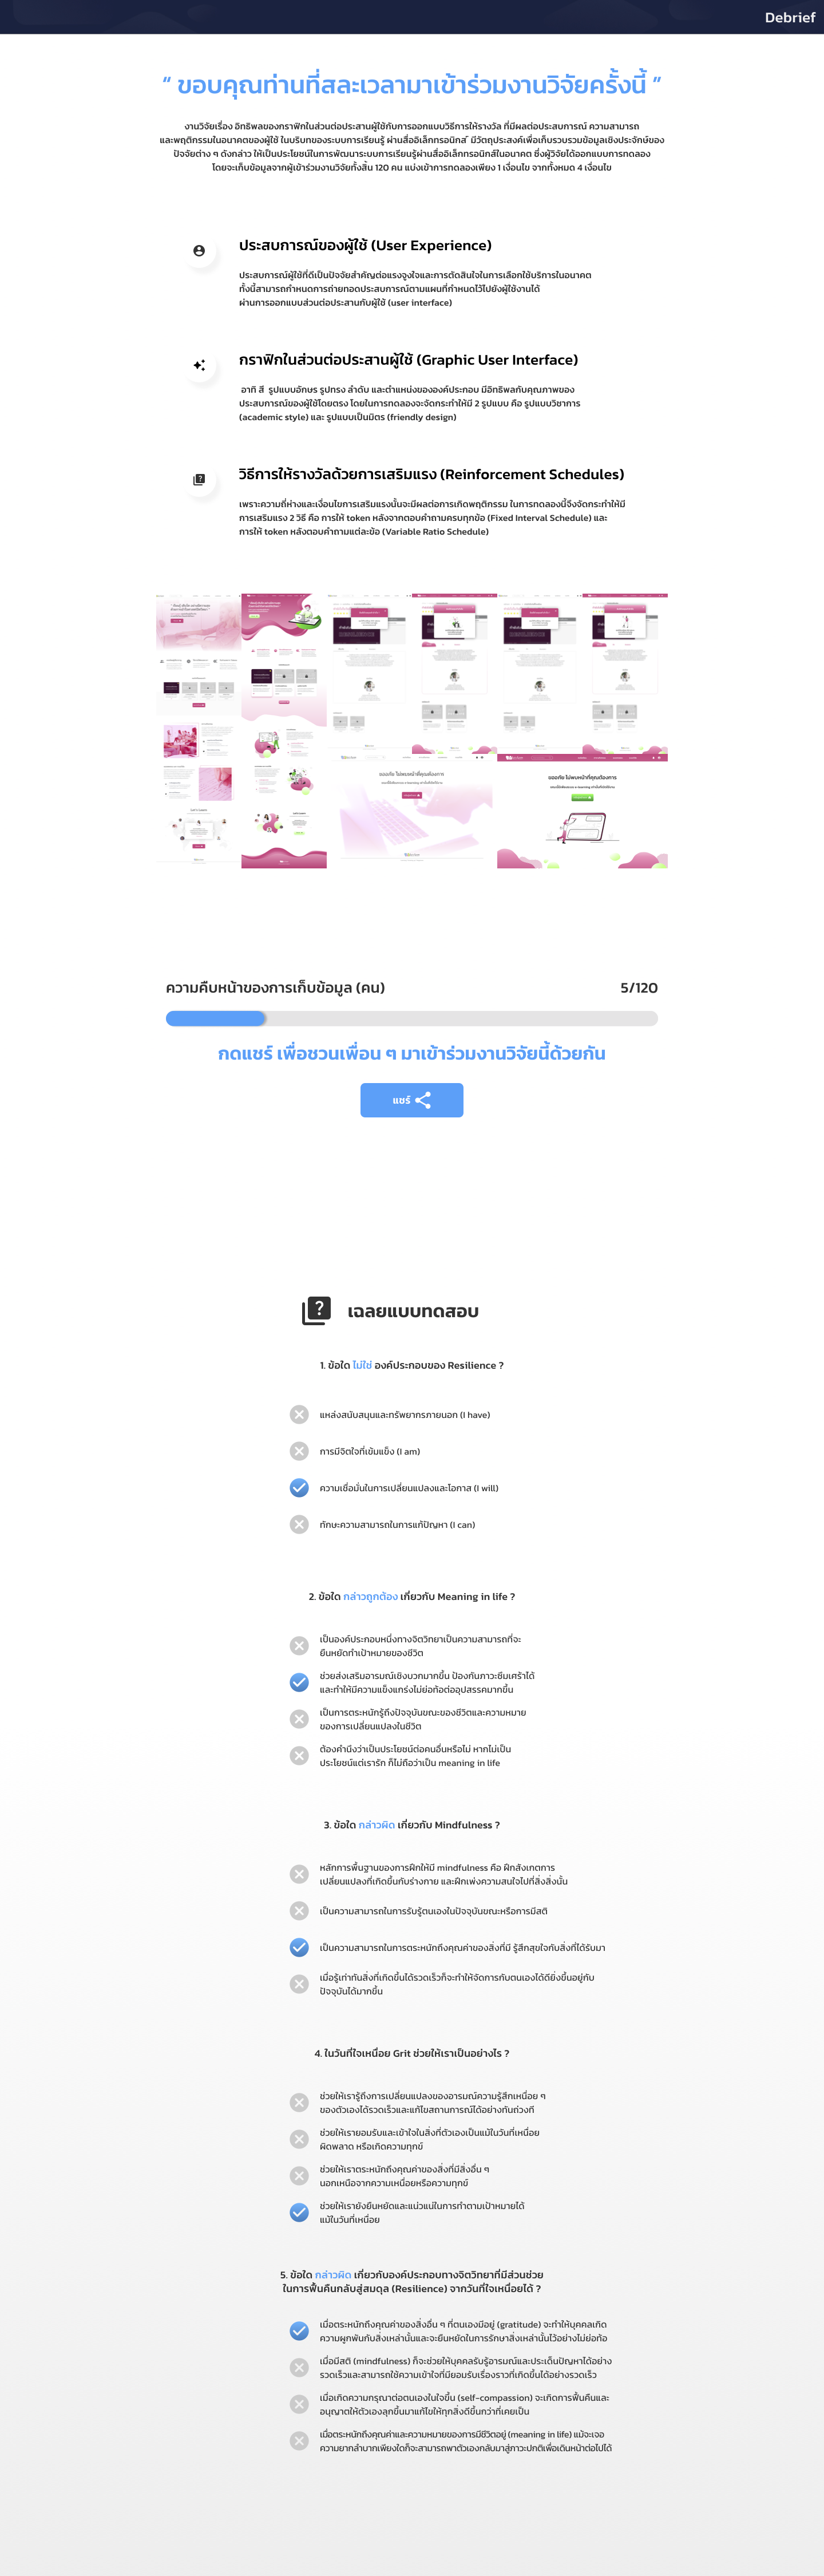 Debrief
“ ขอบคุณท่านที่สละเวลามาเข้าร่วมงานวิจัยครั้งนี้ ”
งานวิจัยเรื่อง อิทธิพลของกราฟิกในส่วนต่อประสานผู้ใช้กับการออกแบบวิธีการให้รางวัล ที่มีผลต่อประสบการณ์ ความสามารถ
และพฤติกรรมในอนาคตของผู้ใช้ ในบริบทของระบบการเรียนรู้ ผ่านสื่ออิเล็กทรอนิกส์ มีวัตถุประสงค์เพื่อเก็บรวบรวมข้อมูลเชิงประจักษ์ของ
ปัจจัยต่าง ๆ ดังกล่าว ให้เป็นประโยชน์ในการพัฒนาระบบการเรียนรู้ผ่านสื่ออิเล็กทรอนิกส์ในอนาคต ซึ่งผู้วิจัยได้ออกแบบการทดลอง
โดยจะเก็บข้อมูลจากผู้เข้าร่วมงานวิจัยทั้งสิ้น 120 คน แบ่งเข้าการทดลองเพียง 1 เงื่อนไข จากทั้งหมด 4 เงื่อนไข
ประสบการณ์ของผู้ใช้ (User Experience)
ประสบการณ์ผู้ใช้ที่ดีเป็นปัจจัยสำคัญต่อแรงจูงใจและการตัดสินใจในการเลือกใช้บริการในอนาคต
ทั้งนี้สามารถกำหนดการถ่ายทอดประสบการณ์ตามแผนที่กำหนดไว้ไปยังผู้ใช้งานได้
ผ่านการออกแบบส่วนต่อประสานกับผู้ใช้ (user interface)
กราฟิกในส่วนต่อประสานผู้ใช้ (Graphic User Interface)
อาทิ สี รูปแบบอักษร รูปทรง ลำดับ และตำแหน่งขององค์ประกอบ มีอิทธิพลกับคุณภาพของ
ประสบการณ์ของผู้ใช้โดยตรง โดยในการทดลองจะจัดกระทำให้มี 2 รูปแบบ คือ รูปแบบวิชาการ
(academic style) และ รูปแบบเป็นมิตร (friendly design)
วิธีการให้รางวัลด้วยการเสริมแรง (Reinforcement Schedules)
เพราะความถี่ห่างและเงื่อนไขการเสริมแรงนั้นจะมีผลต่อการเกิดพฤติกรรม ในการทดลองนี้จึงจัดกระทำให้มี
การเสริมแรง 2 วิธี คือ การให้ token หลังจากตอบคำถามครบทุกข้อ (Fixed Interval Schedule) และ
การให้ token หลังตอบคำถามแต่ละข้อ (Variable Ratio Schedule)
ขออภัย ไม่พบหน้าที่คุณต้องการ
ขออภัย ไม่พบหน้าที่คุณต้องการ
ความคืบหน้าของการเก็บข้อมูล (คน)
5/120
กดแชร์ เพื่อชวนเพื่อน ๆ มาเข้าร่วมงานวิจัยนี้ด้วยกัน
แชร์
เฉลยแบบทดสอบ
1. ข้อใด ไม่ใช่ องค์ประกอบของ Resilience ?
แหล่งสนับสนุนและทรัพยากรภายนอก (I have)
การมีจิตใจที่เข้มแข็ง (I am)
ความเชื่อมั่นในการเปลี่ยนแปลงและโอกาส (I will)
ทักษะความสามารถในการแก้ปัญหา (I can)
2. ข้อใด กล่าวถูกต้อง เกี่ยวกับ Meaning in life ?
เป็นองค์ประกอบหนึ่งทางจิตวิทยาเป็นความสามารถที่จะ
ยืนหยัดทำเป้าหมายของชีวิต
ช่วยส่งเสริมอารมณ์เชิงบวกมากขึ้น ป้องกันภาวะซึมเศร้าได้
และทำให้มีความแข็งแกร่งไม่ย่อท้อต่ออุปสรรคมากขึ้น
เป็นการตระหนักรู้ถึงปัจจุบันขณะของชีวิตและความหมาย
ของการเปลี่ยนแปลงในชีวิต
ต้องคำนึงว่าเป็นประโยชน์ต่อคนอื่นหรือไม่ หากไม่เป็น
ประโยชน์แต่เรารัก ก็ไม่ถือว่าเป็น meaning in life
3. ข้อใด กล่าวผิด เกี่ยวกับ Mindfulness ?
หลักการพื้นฐานของการฝึกให้มี mindfulness คือ ฝึกสังเกตการ
เปลี่ยนแปลงที่เกิดขึ้นกับร่างกาย และฝึกเพ่งความสนใจไปที่สิ่งสิ่งนั้น
เป็นความสามารถในการรับรู้ตนเองในปัจจุบันขณะหรือการมีสติ
เป็นความสามารถในการตระหนักถึงคุณค่าของสิ่งที่มี รู้สึกสุขใจกับสิ่งที่ได้รับมา
เมื่อรู้เท่าทันสิ่งที่เกิดขึ้นได้รวดเร็วก็จะทำให้จัดการกับตนเองได้ดียิ่งขึ้นอยู่กับ
ปัจจุบันได้มากขึ้น
4. ในวันที่ใจเหนื่อย Grit ช่วยให้เราเป็นอย่างไร ?
ช่วยให้เรารู้ถึงการเปลี่ยนแปลงของอารมณ์ความรู้สึกเหนื่อย ๆ
ของตัวเองได้รวดเร็วและแก้ไขสถานการณ์ได้อย่างทันถ่วงที
ช่วยให้เรายอมรับและเข้าใจในสิ่งที่ตัวเองเป็นแม้ในวันที่เหนื่อย
ผิดพลาด หรือเกิดความทุกข์
ช่วยให้เราตระหนักถึงคุณค่าของสิ่งที่มีสิ่งอื่น ๆ
นอกเหนือจากความเหนื่อยหรือความทุกข์
ช่วยให้เรายังยืนหยัดและแน่วแน่ในการทำตามเป้าหมายได้
แม้ในวันที่เหนื่อย
5. ข้อใด กล่าวผิด เกี่ยวกับองค์ประกอบทางจิตวิทยาที่มีส่วนช่วย
ในการฟื้นคืนกลับสู่สมดุล (Resilience) จากวันที่ใจเหนื่อยได้ ?
เมื่อตระหนักถึงคุณค่าของสิ่งอื่น ๆ ที่ตนเองมีอยู่ (gratitude) จะทำให้บุคคลเกิด
ความผูกพันกับสิ่งเหล่านั้นและจะยืนหยัดในการรักษาสิ่งเหล่านั้นไว้อย่างไม่ย่อท้อ
เมื่อมีสติ (mindfulness) ก็จะช่วยให้บุคคลรับรู้อารมณ์และประเด็นปัญหาได้อย่าง
รวดเร็วและสามารถใช้ความเข้าใจที่มียอมรับเรื่องราวที่เกิดขึ้นได้อย่างรวดเร็ว
เมื่อเกิดความกรุณาต่อตนเองในใจขึ้น (self-compassion) จะเกิดการฟื้นคืนและ
อนุญาตให้ตัวเองลุกขึ้นมาแก้ไขให้ทุกสิ่งดีขึ้นกว่าที่เคยเป็น
เมื่อตระหนักถึงคุณค่าและความหมายของการมีชีวิตอยู่ (meaning in life) แม้จะเจอ
ความยากลำบากเพียงใดก็จะสามารถพาตัวเองกลับมาสู่ภาวะปกติเพื่อเดินหน้าต่อไปได้